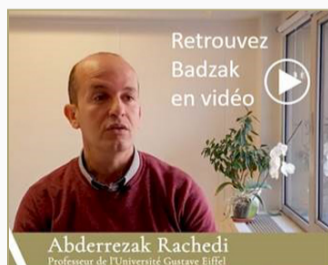 Retrouvez
Badzak
en vidéo
Abderrezak Rachedi
Professeur de l'Université Gustave Eiffel